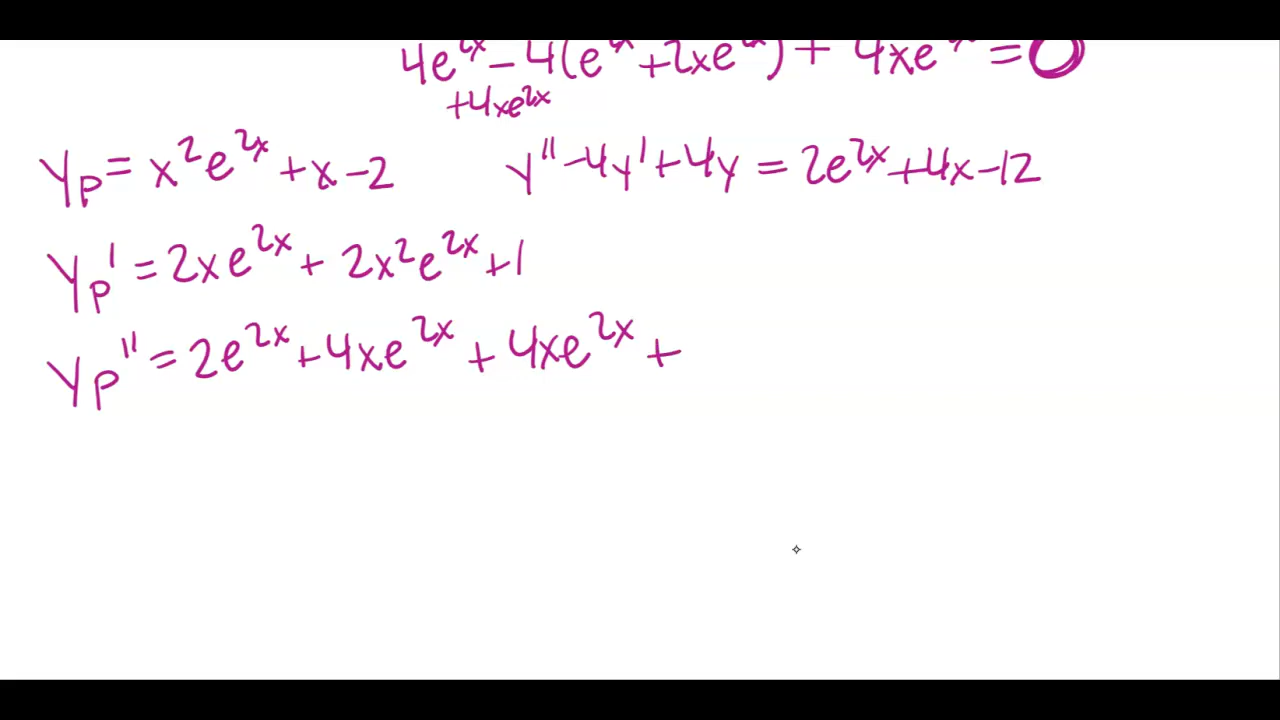 4e^{2x} - 4(e^{2x} + 2xe^{2x}) + 4xe^{2x} = 0
+4xe^{2x}
y_p = x^2e^{2x} + x - 2    y'' - 4y' + 4y = 2e^{2x} + 4x - 12
y_p' = 2xe^{2x} + 2x^2e^{2x} + 1
y_p'' = 2e^{2x} + 4xe^{2x} + 4xe^{2x} +